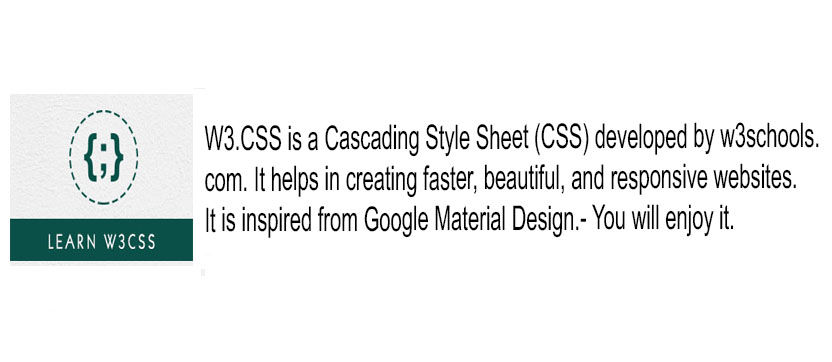 {;}
LEARN W3CSS
W3.CSS is a Cascading Style Sheet (CSS) developed by w3schools.
com. It helps in creating faster, beautiful, and responsive websites.
It is inspired from Google Material Design.- You will enjoy it.